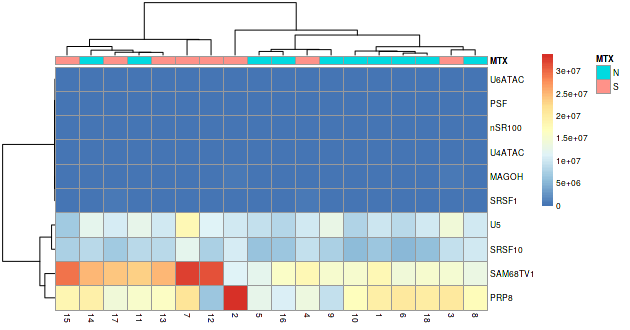 MTX
U6ATAC
PSF
nSR100
U4ATAC
MAGOH
SRSF1
U5
SRSF10
SAM68TV1
PRP8
15 14 17 11 13 7 12 2 5 16 4 9 10 1 6 18 3 8
3e+07
2.5e+07
2e+07
1.5e+07
1e+07
5e+06
0
MTX
N
S